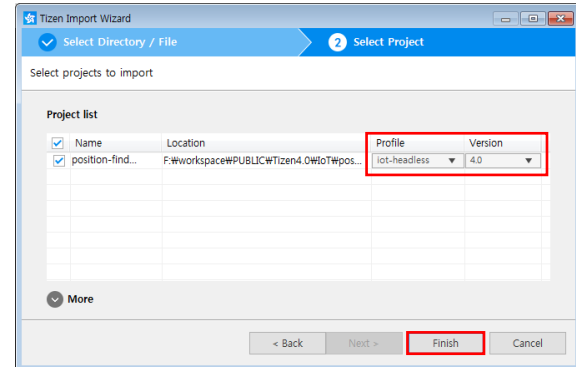 Tizen Import Wizard
Select Directory / File
2 Select Project
Select projects to import
Project list
Name Location Profile Version
position-find... F:₩workspace₩PUBLIC₩Tizen4.0₩IoT₩pos... iot-headless 4.0
More
< Back Next > Finish Cancel